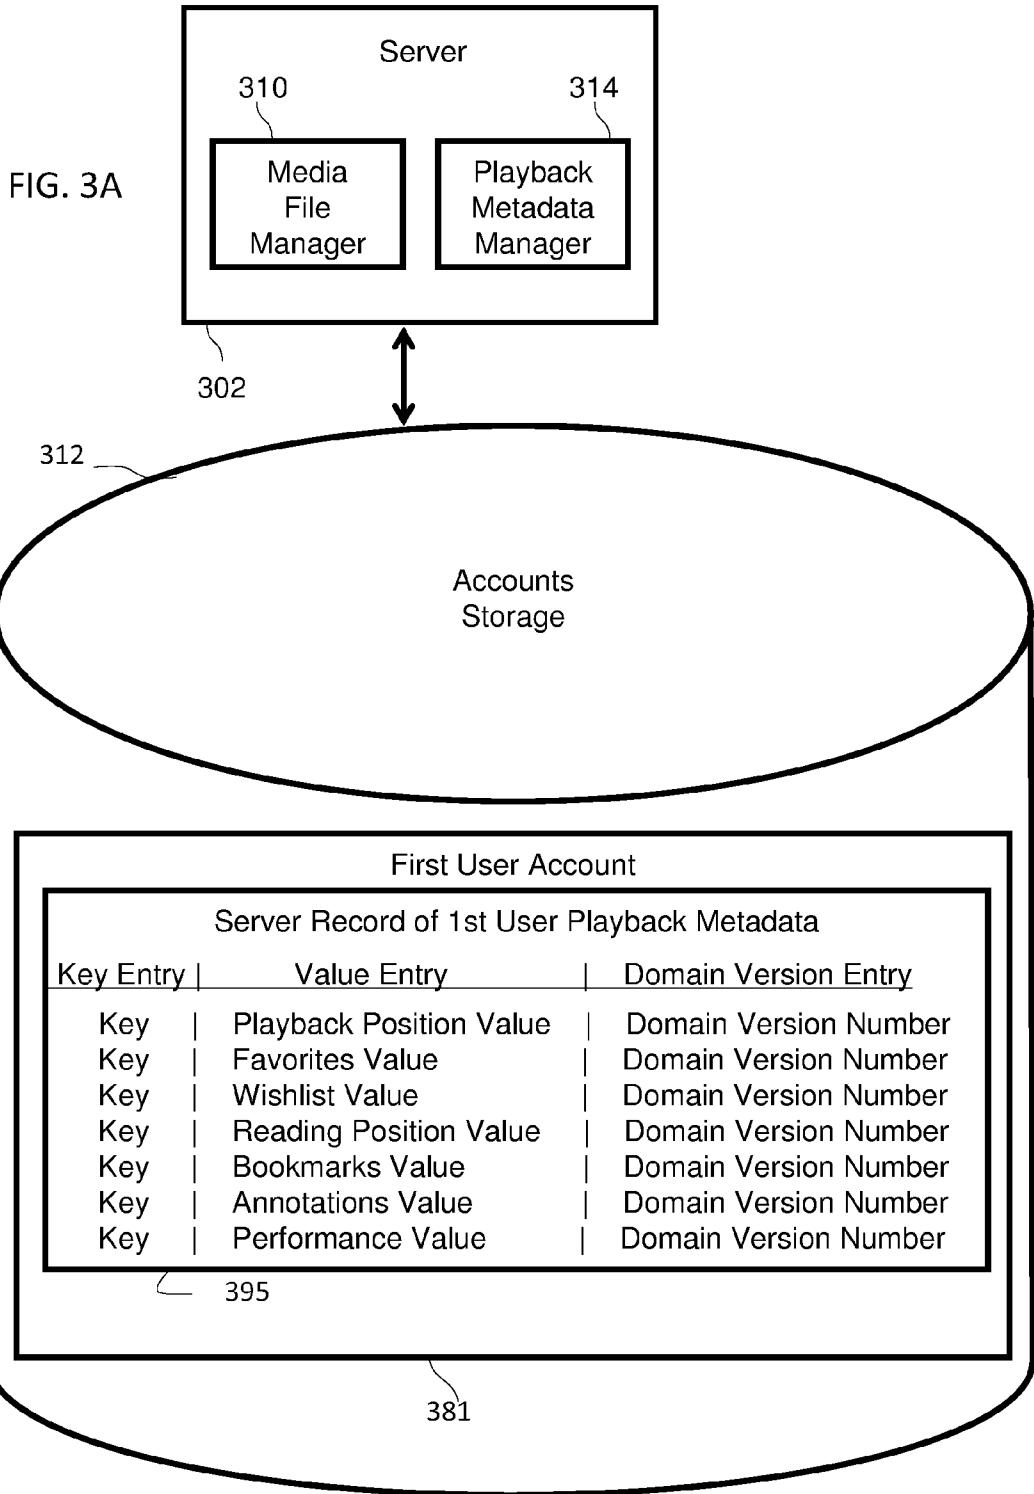 Server
310
314
FIG. 3A
Media
File
Manager
Playback
Metadata
Manager
302
312
Accounts
Storage
First User Account
Server Record of 1st User Playback Metadata
Key Entry | Value Entry | Domain Version Entry
Key | Playback Position Value | Domain Version Number
Key | Favorites Value | Domain Version Number
Key | Wishlist Value | Domain Version Number
Key | Reading Position Value | Domain Version Number
Key | Bookmarks Value | Domain Version Number
Key | Annotations Value | Domain Version Number
Key | Performance Value | Domain Version Number
395
381